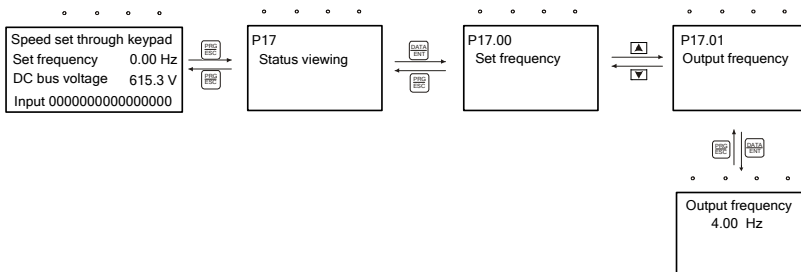 Speed set through keypad
Set frequency 0.00 Hz
DC bus voltage 615.3 V
Input 0000000000000000
PRG
ESC
PRG
ESC
P17
Status viewing
DATA
ENT
PRG
ESC
P17.00
Set frequency
P17.01
Output frequency
PRG
ESC
DATA
ENT
Output frequency
4.00 Hz